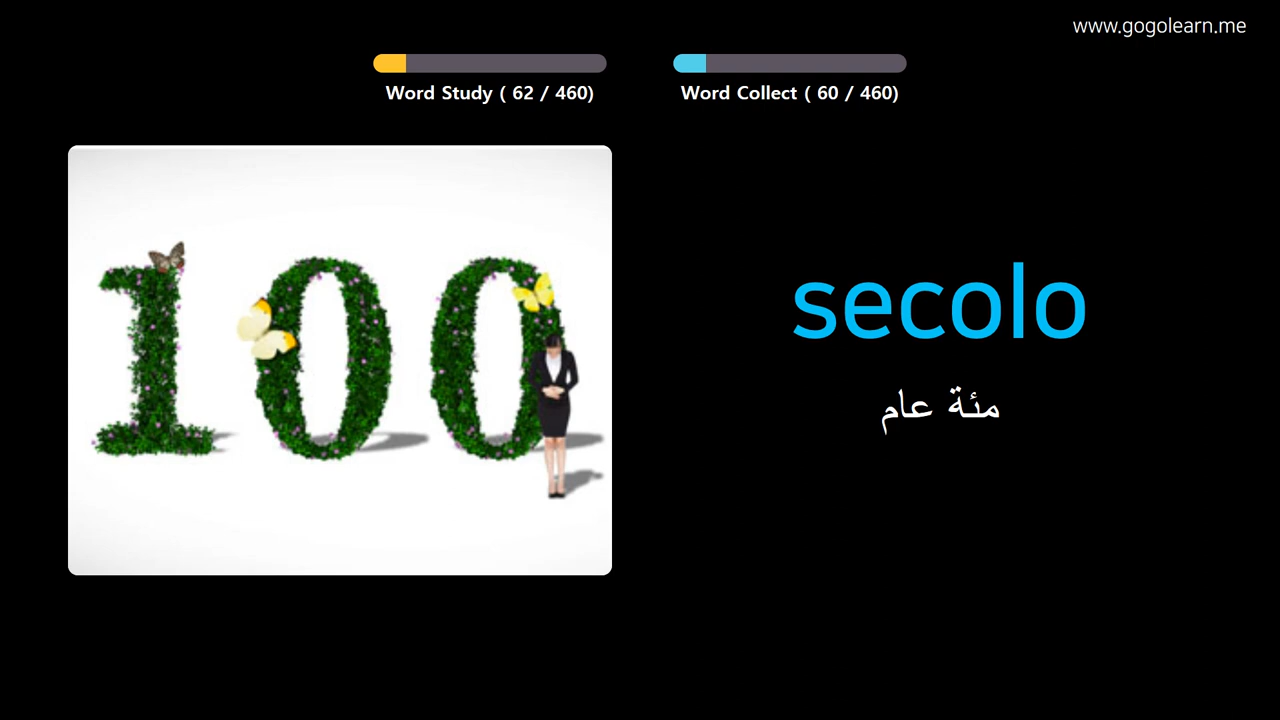 www.gogolearn.me
Word Study ( 62 / 460)
Word Collect ( 60 / 460)
100
secolo
مئة عام